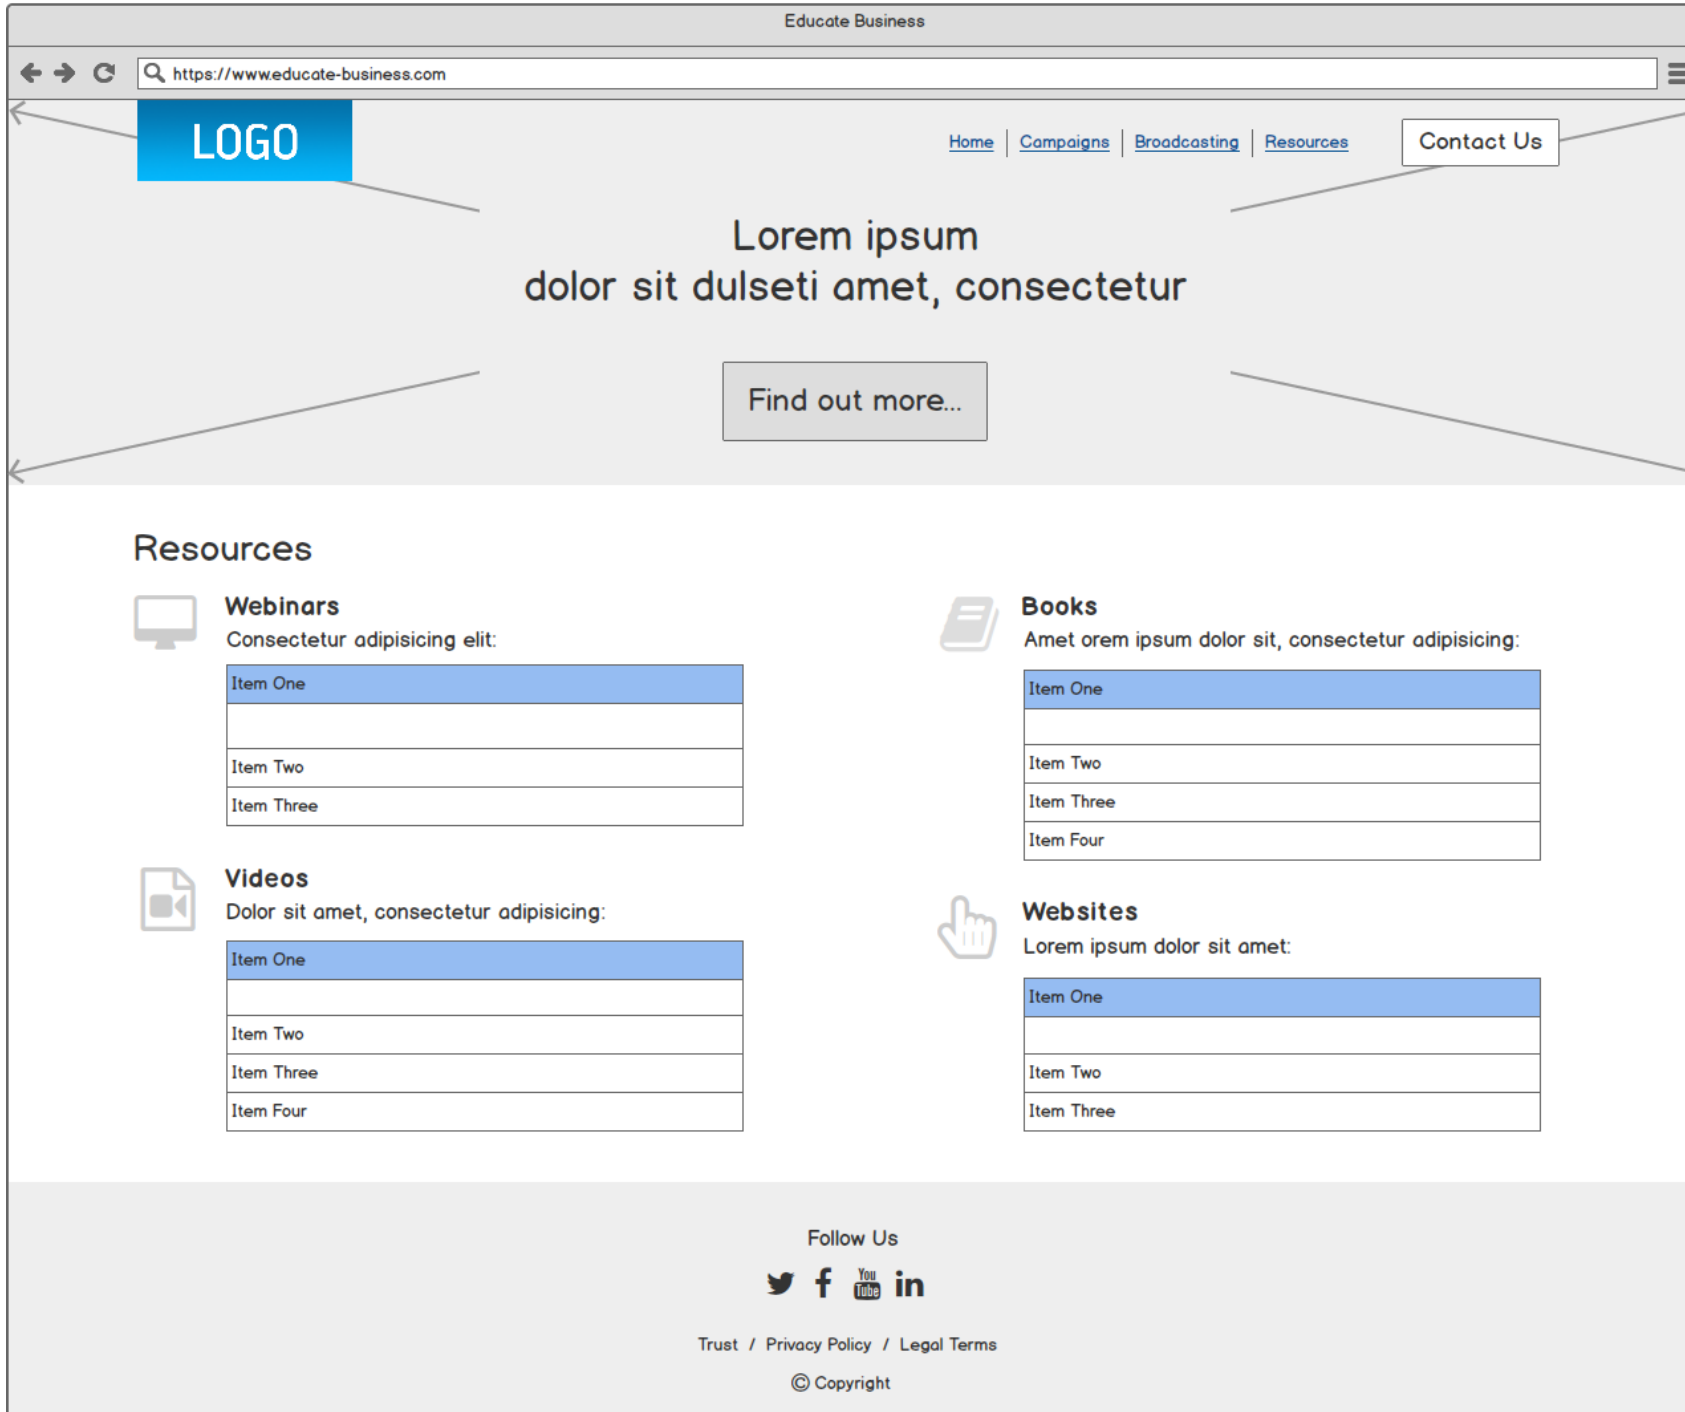 Educate Business
https://www.educate-business.com
LOGO
Home Campaigns Broadcasting Resources Contact Us
Lorem ipsum
dolor sit dulseti amet, consectetur
Find out more...
Resources
Webinars
Consectetur adipisicing elit:
Item One
Item Two
Item Three
Videos
Dolor sit amet, consectetur adipisicing:
Item One
Item Two
Item Three
Item Four
Books
Amet orem ipsum dolor sit, consectetur adipisicing:
Item One
Item Two
Item Three
Item Four
Websites
Lorem ipsum dolor sit amet:
Item One
Item Two
Item Three
Follow Us
You
Tube
in
Trust / Privacy Policy / Legal Terms
© Copyright